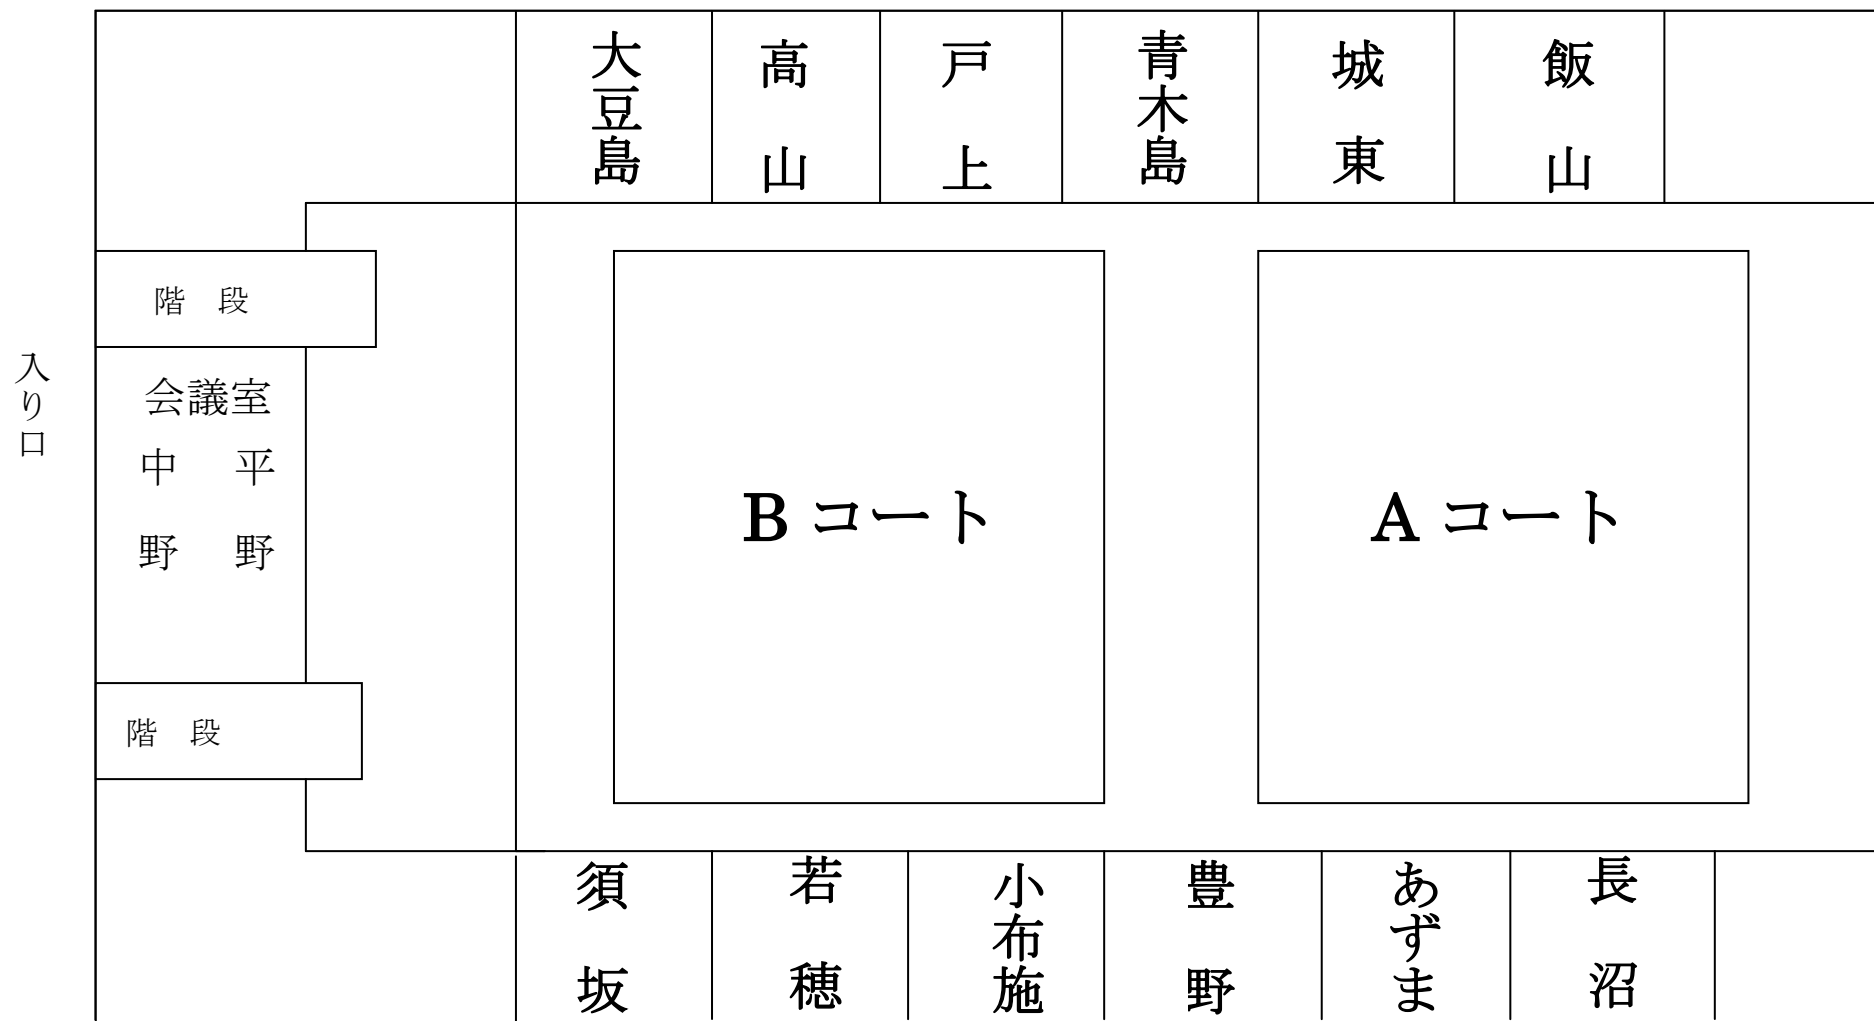 大豆島
高山
戸上
青木島
城東
飯山
階 段
入り口
会議室
中野
平野
B コート
A コート
階 段
須坂
若穂
小布施
豊野
あずま
長沼